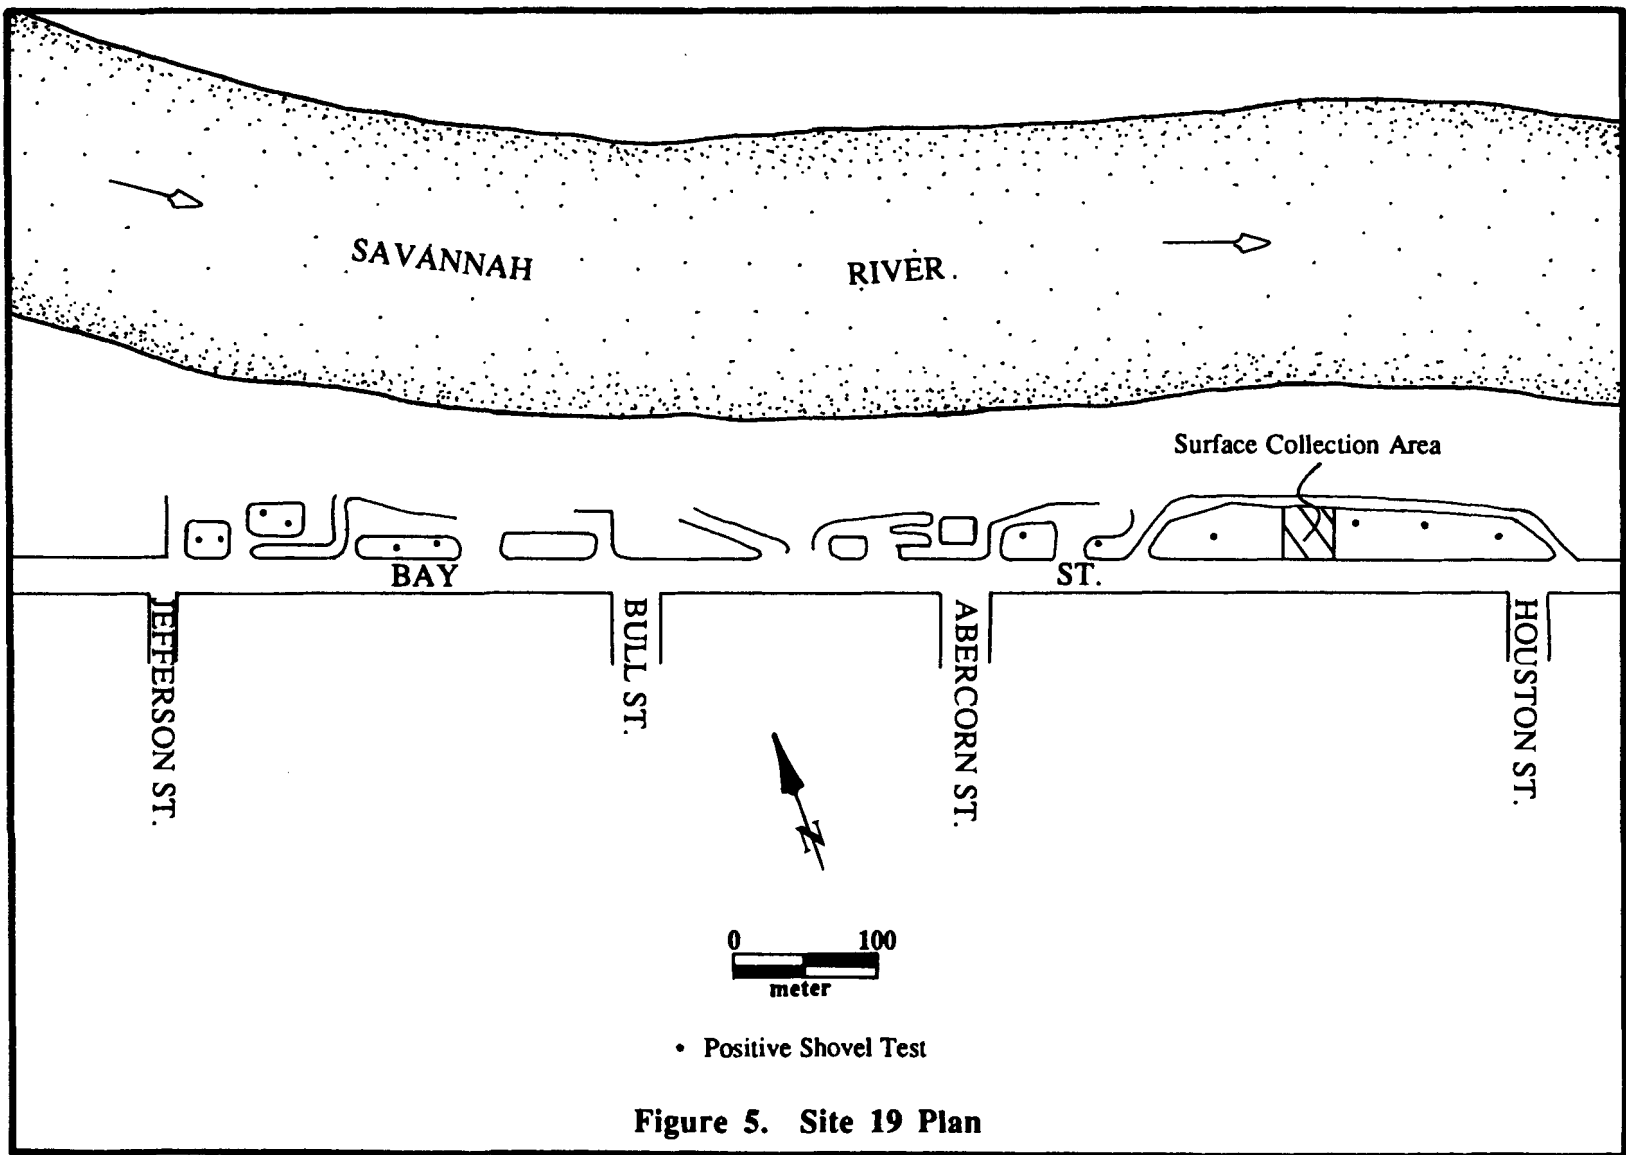 SAVANNAH RIVER
Surface Collection Area
BAY ST.
JEFFERSON ST.
BULL ST.
ABERCORN ST.
HOUSTON ST.
N
0 100
meter
• Positive Shovel Test
Figure 5. Site 19 Plan